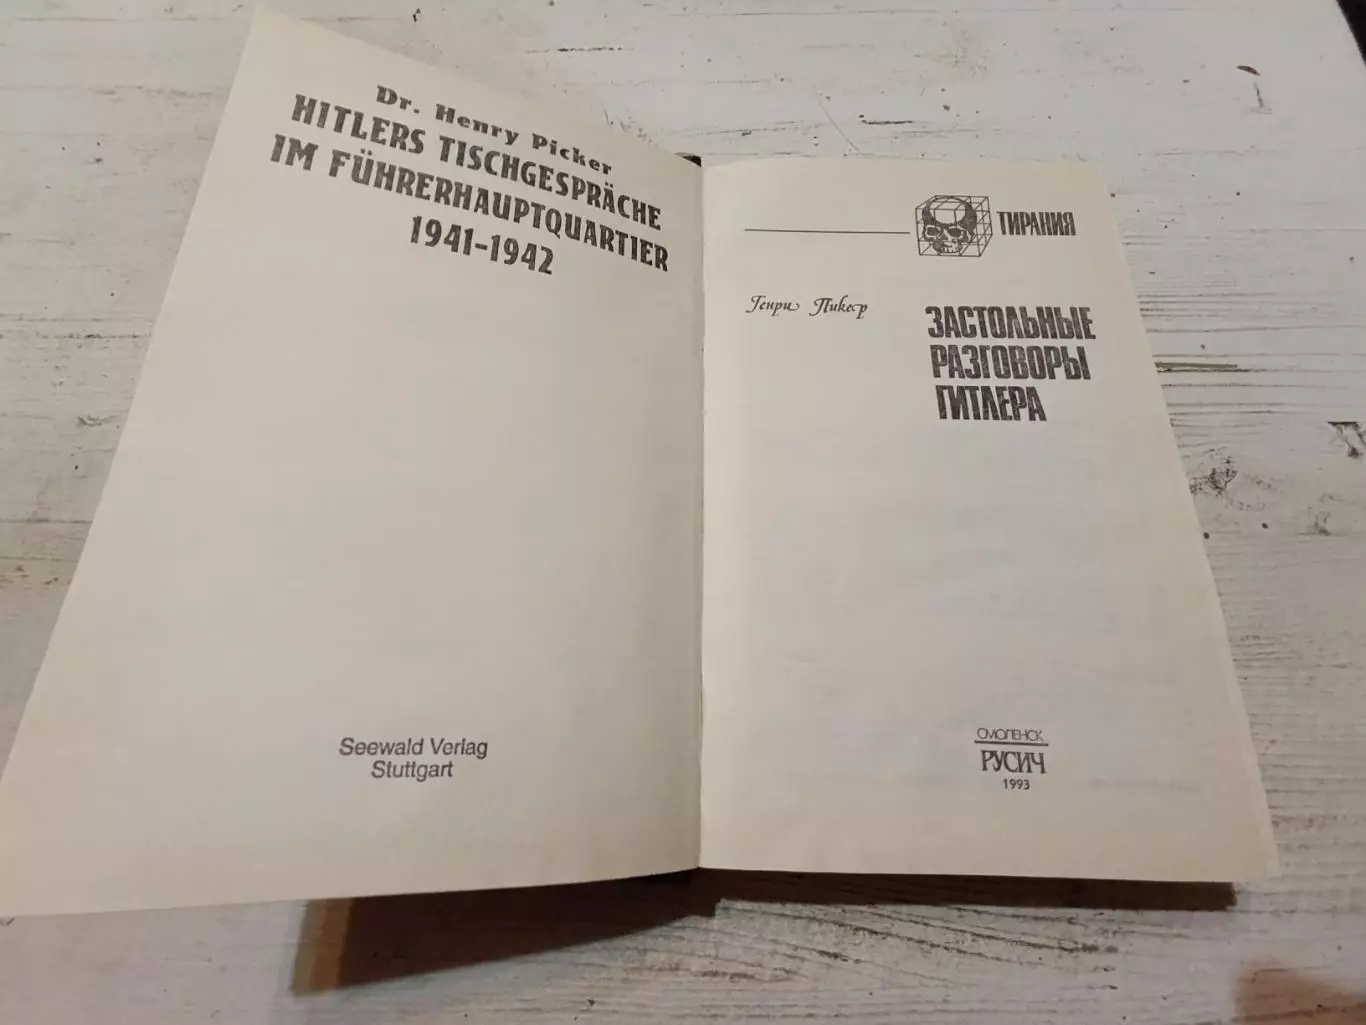 Dr. Henry Picker
HITLERS TISCHGESPRÄCHE
IM FÜHRERHAUPTQUARTIER
1941-1942
Seewald Verlag
Stuttgart
ТИРАНИЯ
Генри Пикер
ЗАСТОЛЬНЫЕ
РАЗГОВОРЫ
ГИТЛЕРА
СМОЛЕНСК
РУСИЧ
1993